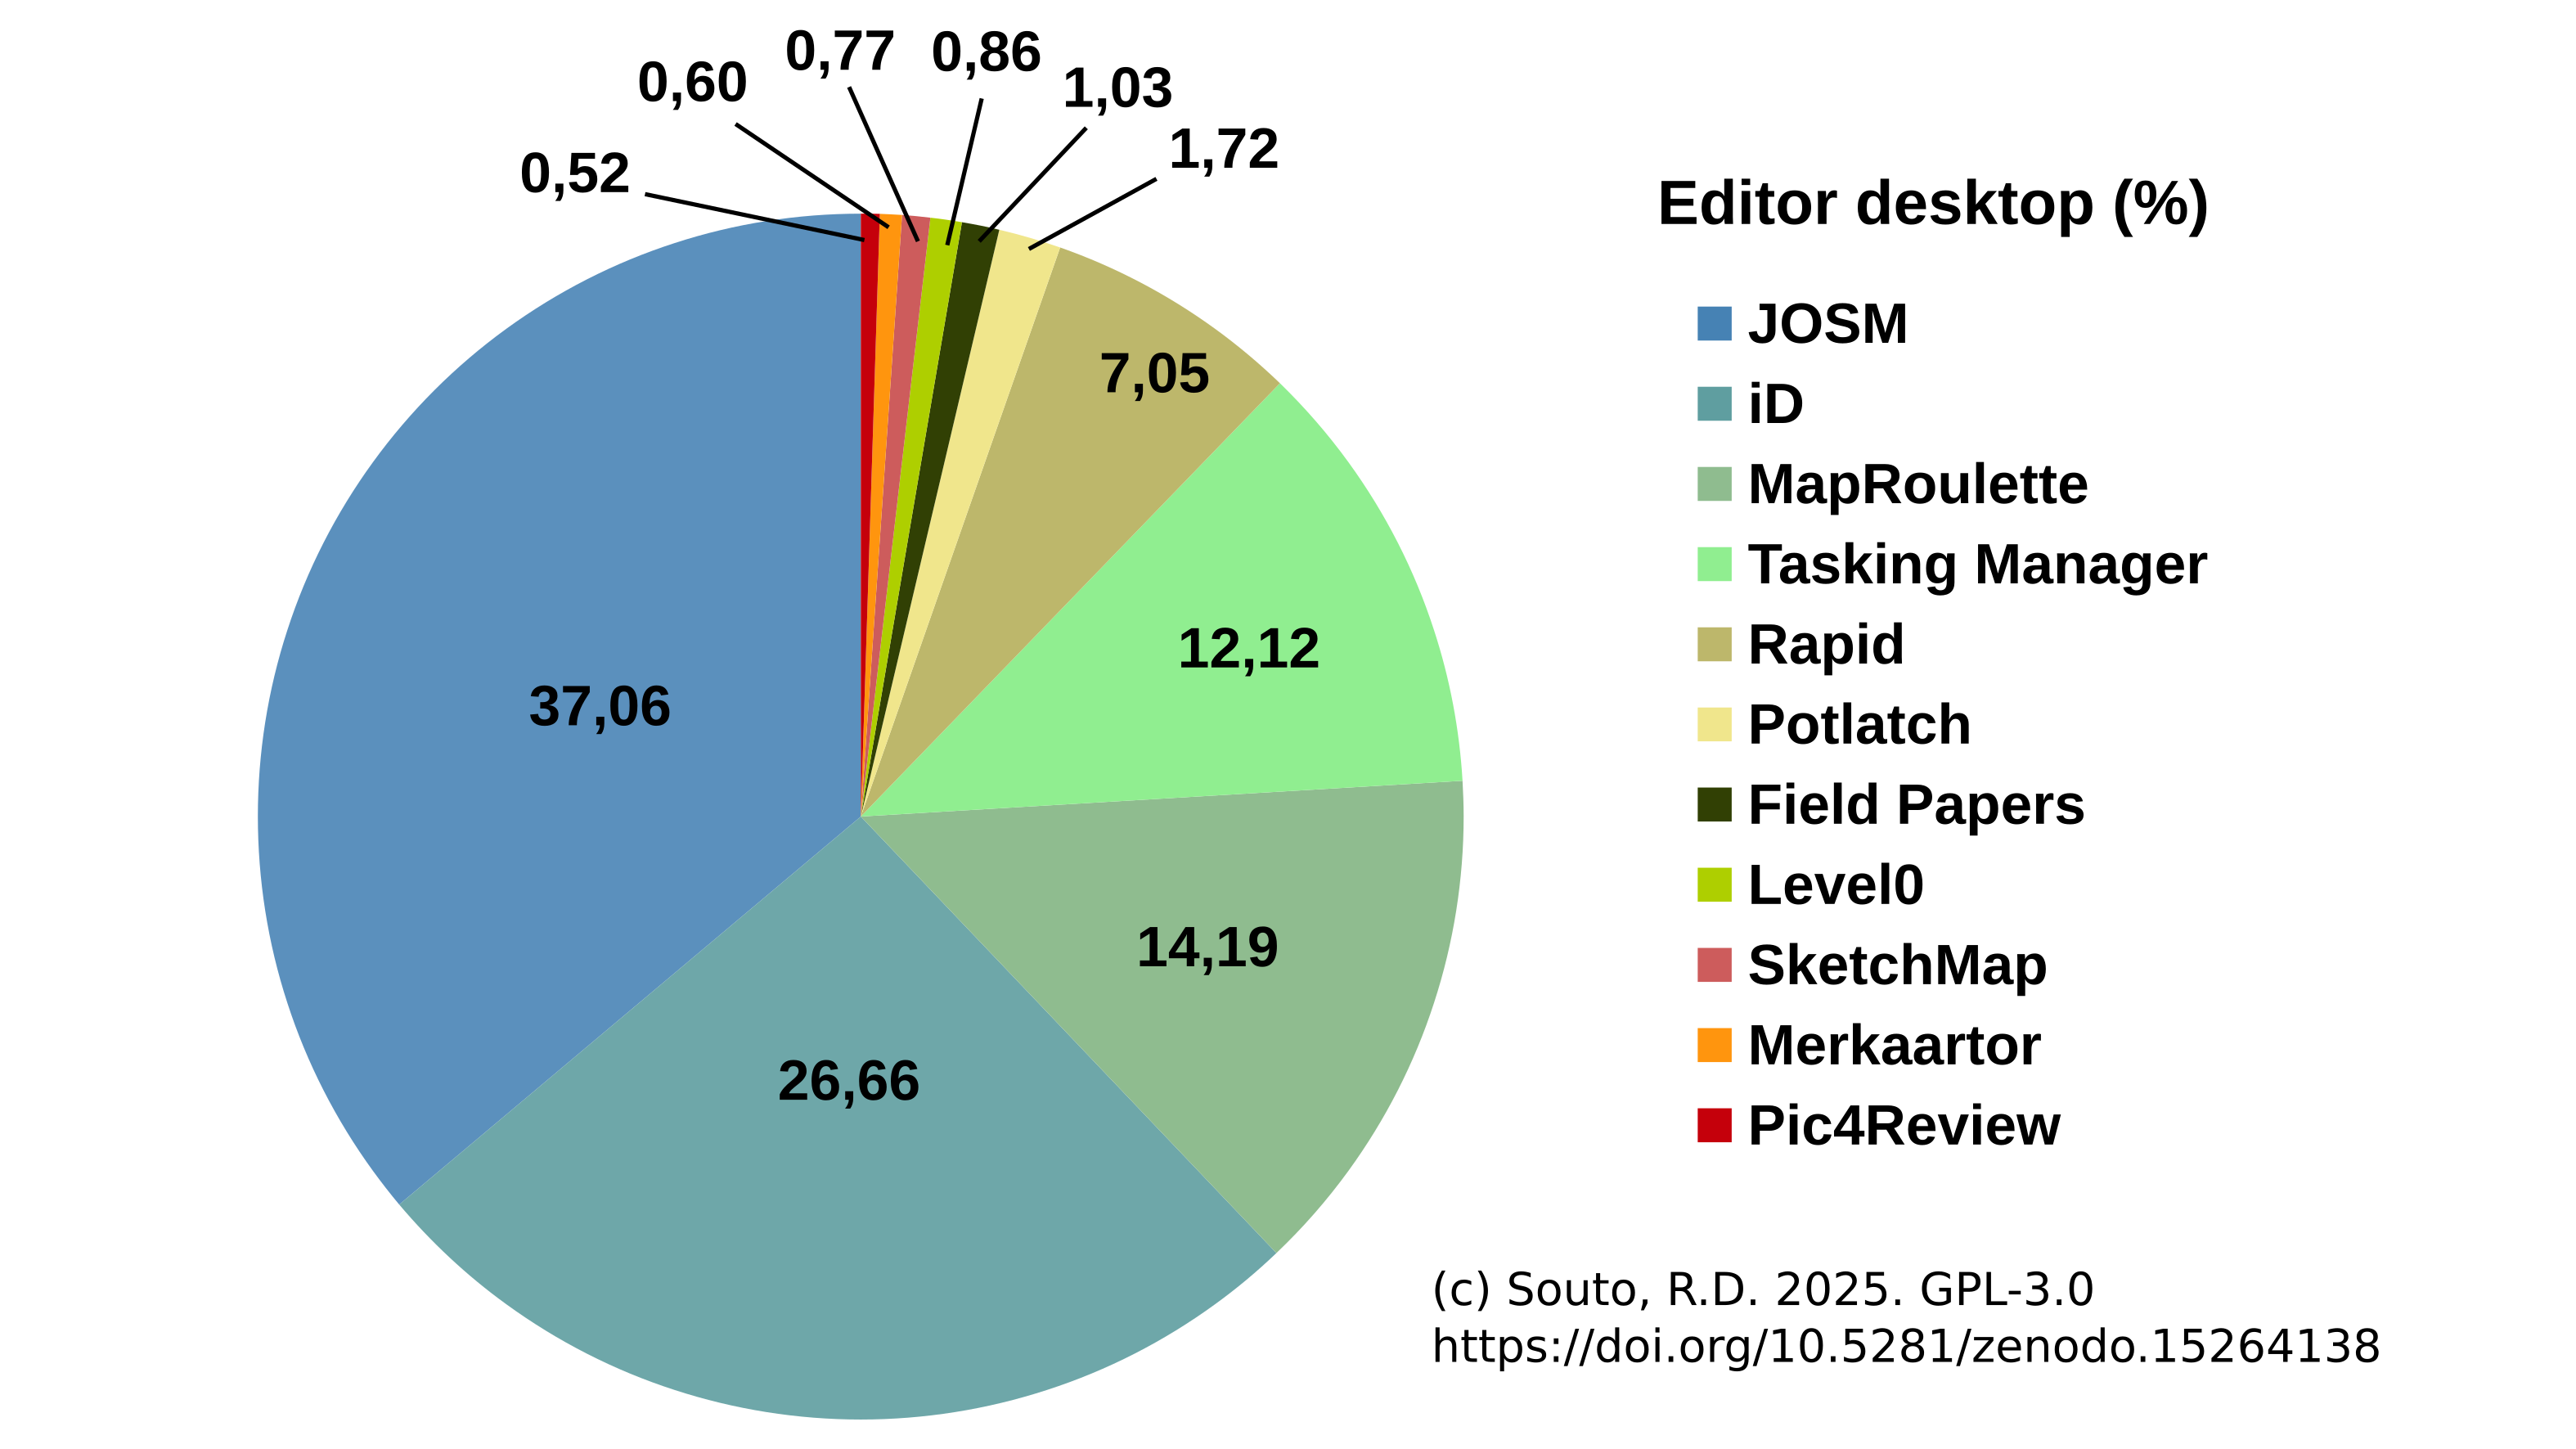 0,52
0,60
0,77
0,86
1,03
1,72
7,05
12,12
14,19
26,66
37,06
Editor desktop (%)
JOSM
iD
MapRoulette
Tasking Manager
Rapid
Potlatch
Field Papers
Level0
SketchMap
Merkaartor
Pic4Review
(c) Souto, R.D. 2025. GPL-3.0
https://doi.org/10.5281/zenodo.15264138